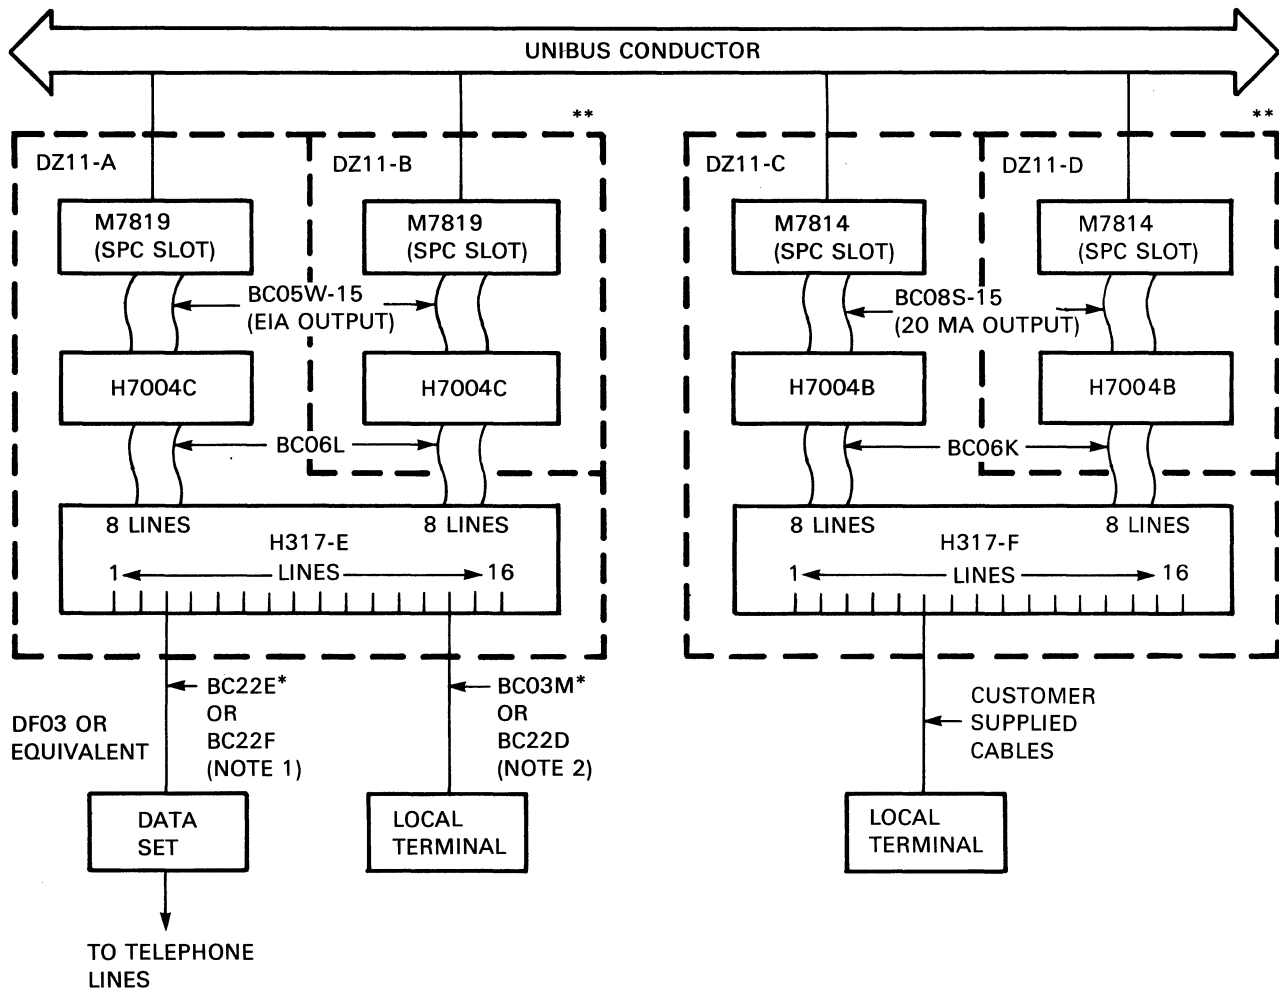 UNIBUS CONDUCTOR
**
**
DZ11-A
DZ11-B
DZ11-C
DZ11-D
M7819
(SPC SLOT)
M7819
(SPC SLOT)
M7814
(SPC SLOT)
M7814
(SPC SLOT)
BC05W-15
(EIA OUTPUT)
BC08S-15
(20 MA OUTPUT)
H7004C
H7004C
H7004B
H7004B
BC06L
BC06K
8 LINES
8 LINES
H317-E
1
LINES
16
8 LINES
8 LINES
H317-F
1
LINES
16
DF03 OR
EQUIVALENT
BC22E*
OR
BC22F
(NOTE 1)
BC03M*
OR
BC22D
(NOTE 2)
CUSTOMER
SUPPLIED
CABLES
DATA
SET
LOCAL
TERMINAL
LOCAL
TERMINAL
TO TELEPHONE
LINES